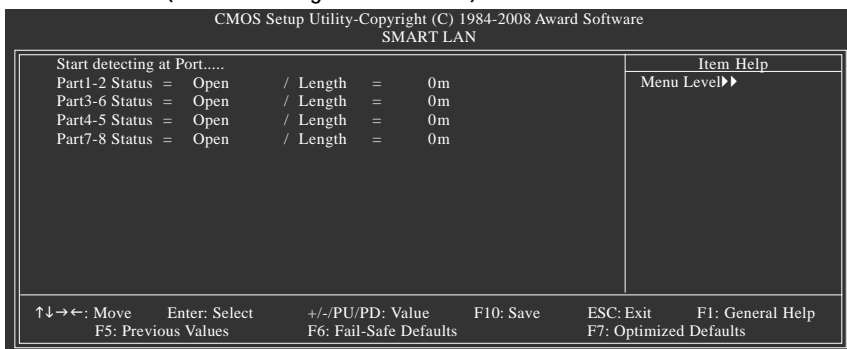 CMOS Setup Utility-Copyright (C) 1984-2008 Award Software
SMART LAN
Start detecting at Port.....
Part1-2 Status = Open / Length = 0m
Part3-6 Status = Open / Length = 0m
Part4-5 Status = Open / Length = 0m
Part7-8 Status = Open / Length = 0m
Item Help
Menu Level▶▶
↑↓→←: Move Enter: Select +/-/PU/PD: Value F10: Save ESC: Exit F1: General Help
F5: Previous Values F6: Fail-Safe Defaults F7: Optimized Defaults